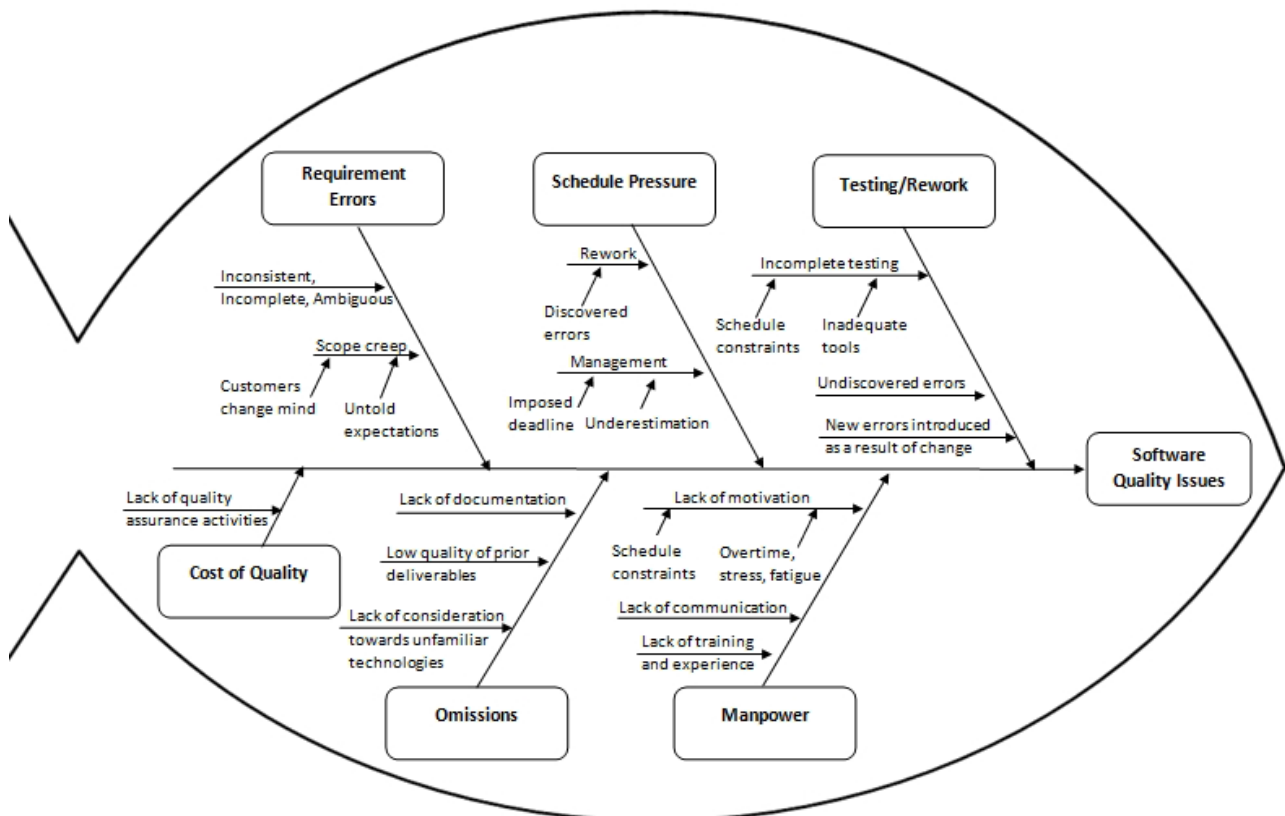 Requirement
Errors
Schedule Pressure
Testing/Rework
Inconsistent,
Incomplete, Ambiguous
Scope creep
Customers
change mind
Untold
expectations
Rework
Discovered
errors
Management
Imposed
deadline
Underestimation
Incomplete testing
Schedule
constraints
Inadequate
tools
Undiscovered errors
New errors introduced
as a result of change
Software
Quality Issues
Lack of quality
assurance activities
Cost of Quality
Lack of documentation
Low quality of prior
deliverables
Lack of consideration
towards unfamiliar
technologies
Omissions
Lack of motivation
Schedule
constraints
Overtime,
stress, fatigue
Lack of communication
Lack of training
and experience
Manpower